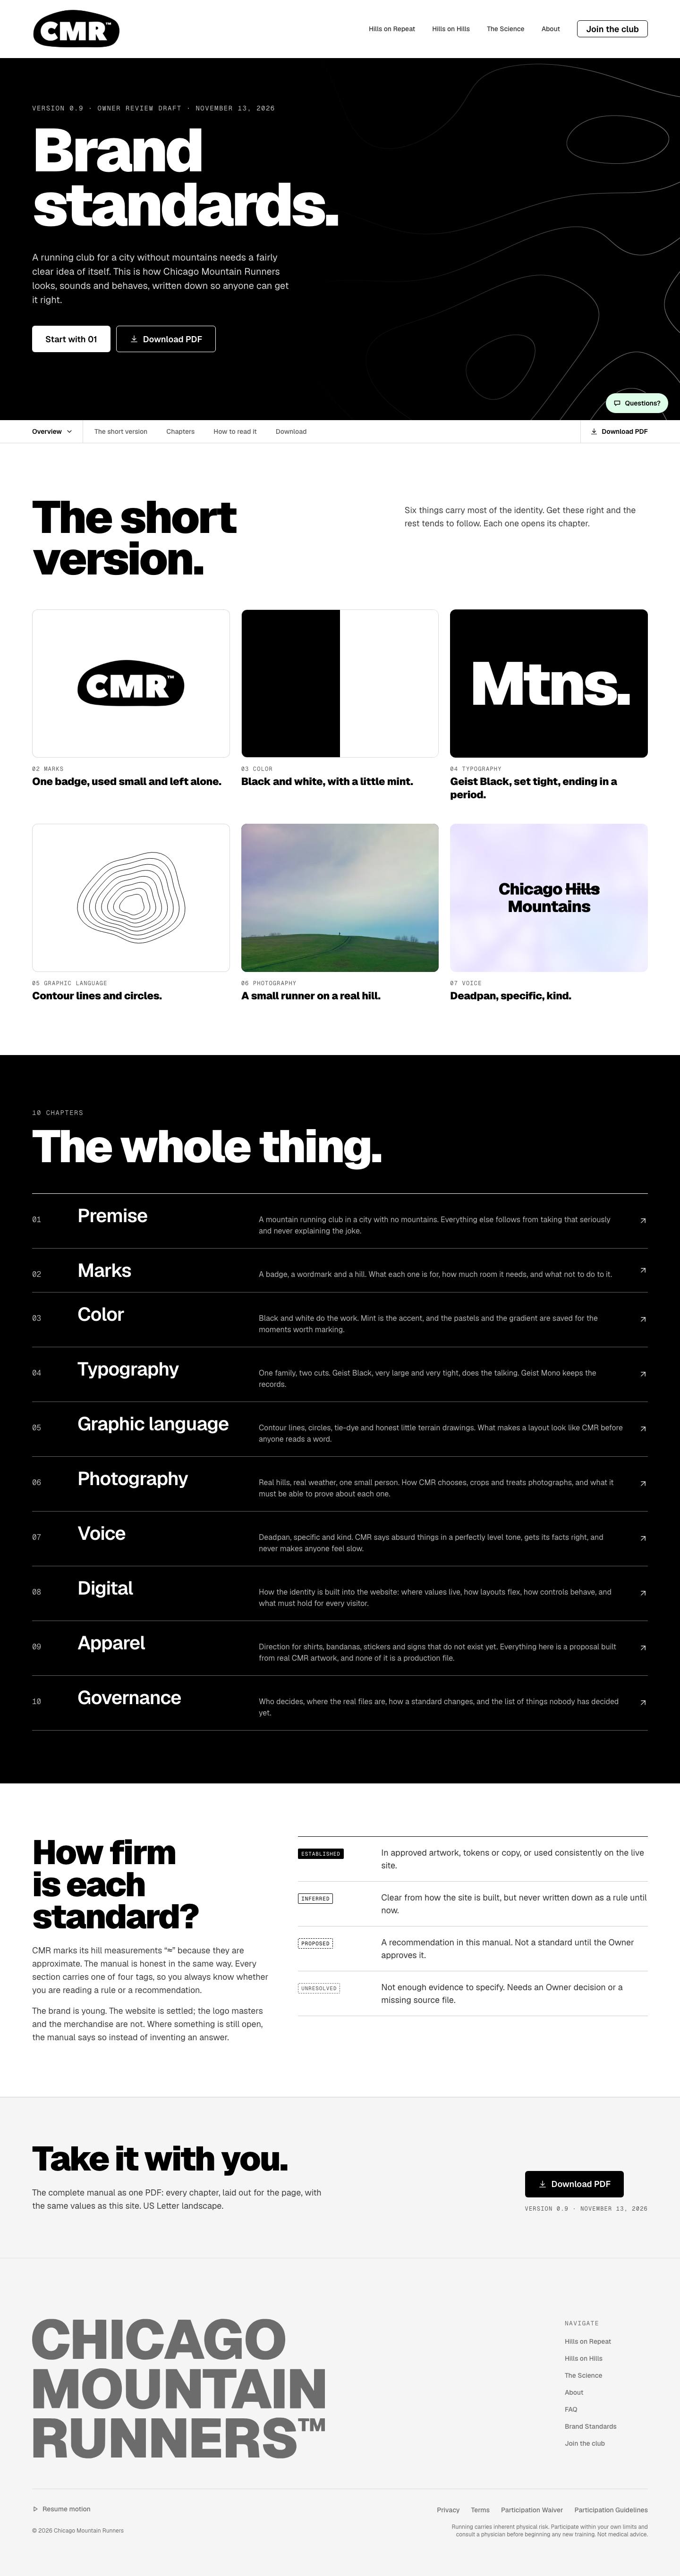 CMR™
Hills on Repeat
Hills on Hills
The Science
About
Join the club
VERSION 0.9 · OWNER REVIEW DRAFT · NOVEMBER 13, 2026
Brand
standards.
A running club for a city without mountains needs a fairly
clear idea of itself. This is how Chicago Mountain Runners
looks, sounds and behaves, written down so anyone can get
it right.
Start with 01
Download PDF
Questions?
Overview
The short version
Chapters
How to read it
Download
Download PDF
The short
version.
Six things carry most of the identity. Get these right and the
rest tends to follow. Each one opens its chapter.
CMR™
Mtns.
02 MARKS
One badge, used small and left alone.
03 COLOR
Black and white, with a little mint.
04 TYPOGRAPHY
Geist Black, set tight, ending in a
period.
Chicago Hills
Mountains
05 GRAPHIC LANGUAGE
Contour lines and circles.
06 PHOTOGRAPHY
A small runner on a real hill.
07 VOICE
Deadpan, specific, kind.
10 CHAPTERS
The whole thing.
01
Premise
A mountain running club in a city with no mountains. Everything else follows from taking that seriously
and never explaining the joke.
02
Marks
A badge, a wordmark and a hill. What each one is for, how much room it needs, and what not to do to it.
03
Color
Black and white do the work. Mint is the accent, and the pastels and the gradient are saved for the
moments worth marking.
04
Typography
One family, two cuts. Geist Black, very large and very tight, does the talking. Geist Mono keeps the
records.
05
Graphic language
Contour lines, circles, tie-dye and honest little terrain drawings. What makes a layout look like CMR before
anyone reads a word.
06
Photography
Real hills, real weather, one small person. How CMR chooses, crops and treats photographs, and what it
must be able to prove about each one.
07
Voice
Deadpan, specific and kind. CMR says absurd things in a perfectly level tone, gets its facts right, and
never makes anyone feel slow.
08
Digital
How the identity is built into the website: where values live, how layouts flex, how controls behave, and
what must hold for every visitor.
09
Apparel
Direction for shirts, bandanas, stickers and signs that do not exist yet. Everything here is a proposal built
from real CMR artwork, and none of it is a production file.
10
Governance
Who decides, where the real files are, how a standard changes, and the list of things nobody has decided
yet.
How firm
is each
standard?
CMR marks its hill measurements “≈” because they are
approximate. The manual is honest in the same way. Every
section carries one of four tags, so you always know whether
you are reading a rule or a recommendation.
The brand is young. The website is settled; the logo masters
and the merchandise are not. Where something is still open,
the manual says so instead of inventing an answer.
ESTABLISHED
In approved artwork, tokens or copy, or used consistently on the live
site.
INFERRED
Clear from how the site is built, but never written down as a rule until
now.
PROPOSED
A recommendation in this manual. Not a standard until the Owner
approves it.
UNRESOLVED
Not enough evidence to specify. Needs an Owner decision or a
missing source file.
Take it with you.
The complete manual as one PDF: every chapter, laid out for the page, with
the same values as this site. US Letter landscape.
Download PDF
VERSION 0.9 · NOVEMBER 13, 2026
CHICAGO
MOUNTAIN
RUNNERS™
NAVIGATE
Hills on Repeat
Hills on Hills
The Science
About
FAQ
Brand Standards
Join the club
Resume motion
Privacy
Terms
Participation Waiver
Participation Guidelines
© 2026 Chicago Mountain Runners
Running carries inherent physical risk. Participate within your own limits and
consult a physician before beginning any new training. Not medical advice.